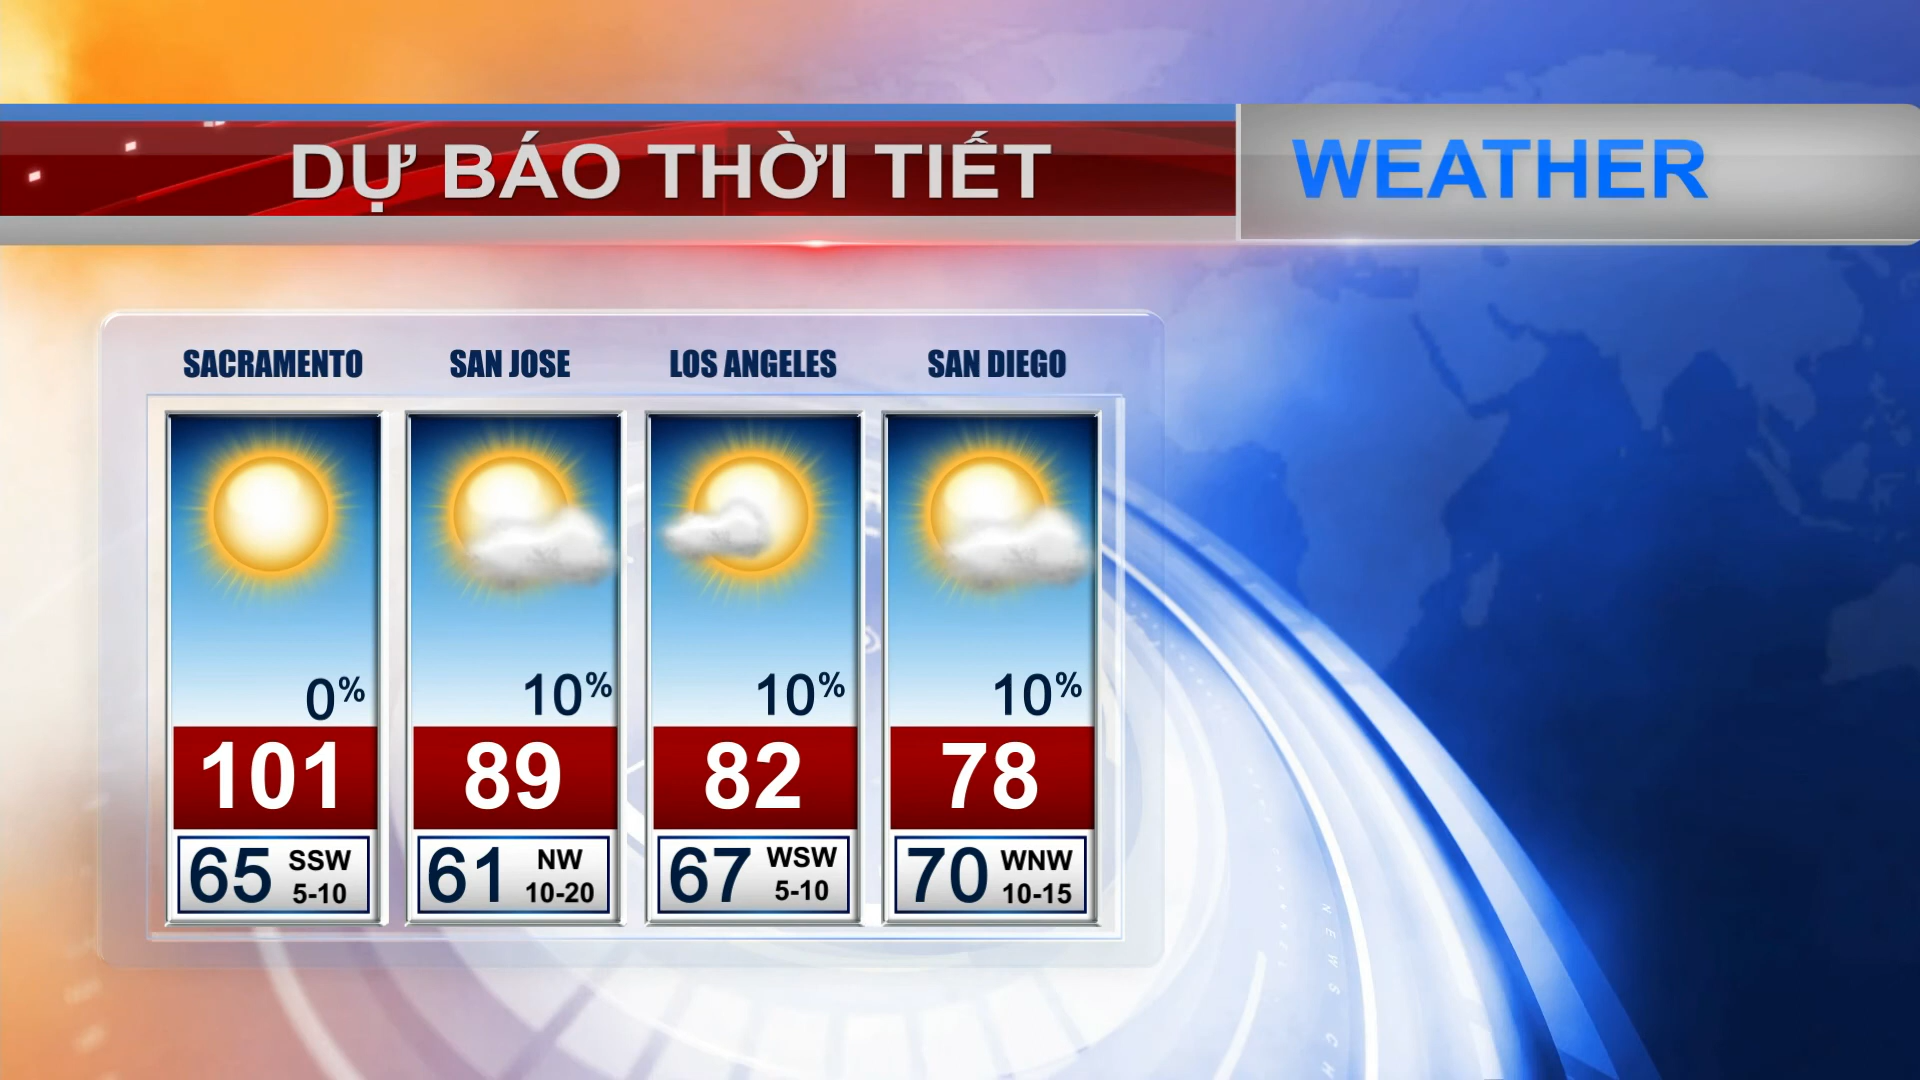 DỰ BÁO THỜI TIẾT
WEATHER
SACRAMENTO
SAN JOSE
LOS ANGELES
SAN DIEGO
0%
10%
10%
10%
101
89
82
78
65 SSW 5-10
61 NW 10-20
67 WSW 5-10
70 WNW 10-15